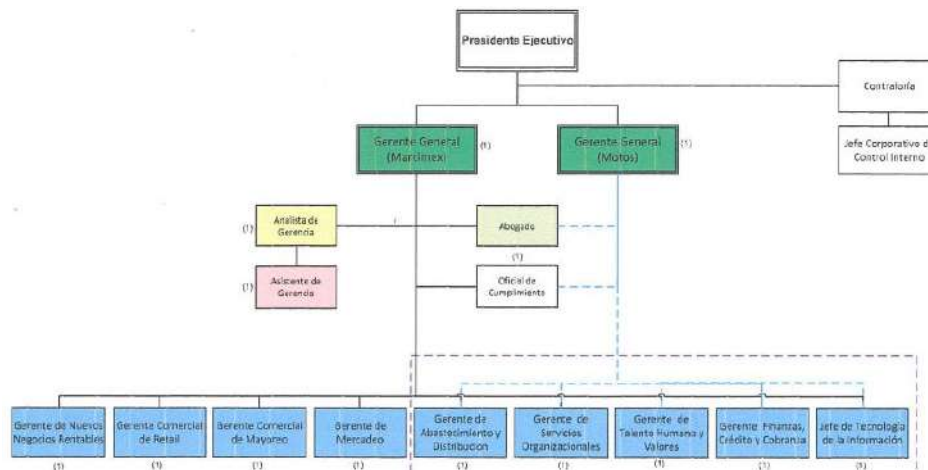 Presidente Ejecutivo
Contraloría
Gerente General
(Marcimex)
(1)
Gerente General
(Motos)
(1)
Jefe Corporativo de
Control Interno
(1)
Analista de
Gerencia
Abogado
(1)
(1)
Asistente de
Gerencia
Oficial de
Cumplimiento
Gerente de Nuevos
Negocios Rentables
Gerente Comercial
de Retail
Gerente Comercial
de Mayoreo
Gerente de
Mercadeo
Gerente de
Abastecimiento y
Distribución
Gerente de
Servicios
Organizacionales
Gerente de
Talento Humano y
Valores
Gerente Finanzas,
Crédito y Cobranza
Jefe de Tecnología
de la Información
(1)
(1)
(1)
(1)
(1)
(1)
(1)
(1)
(1)